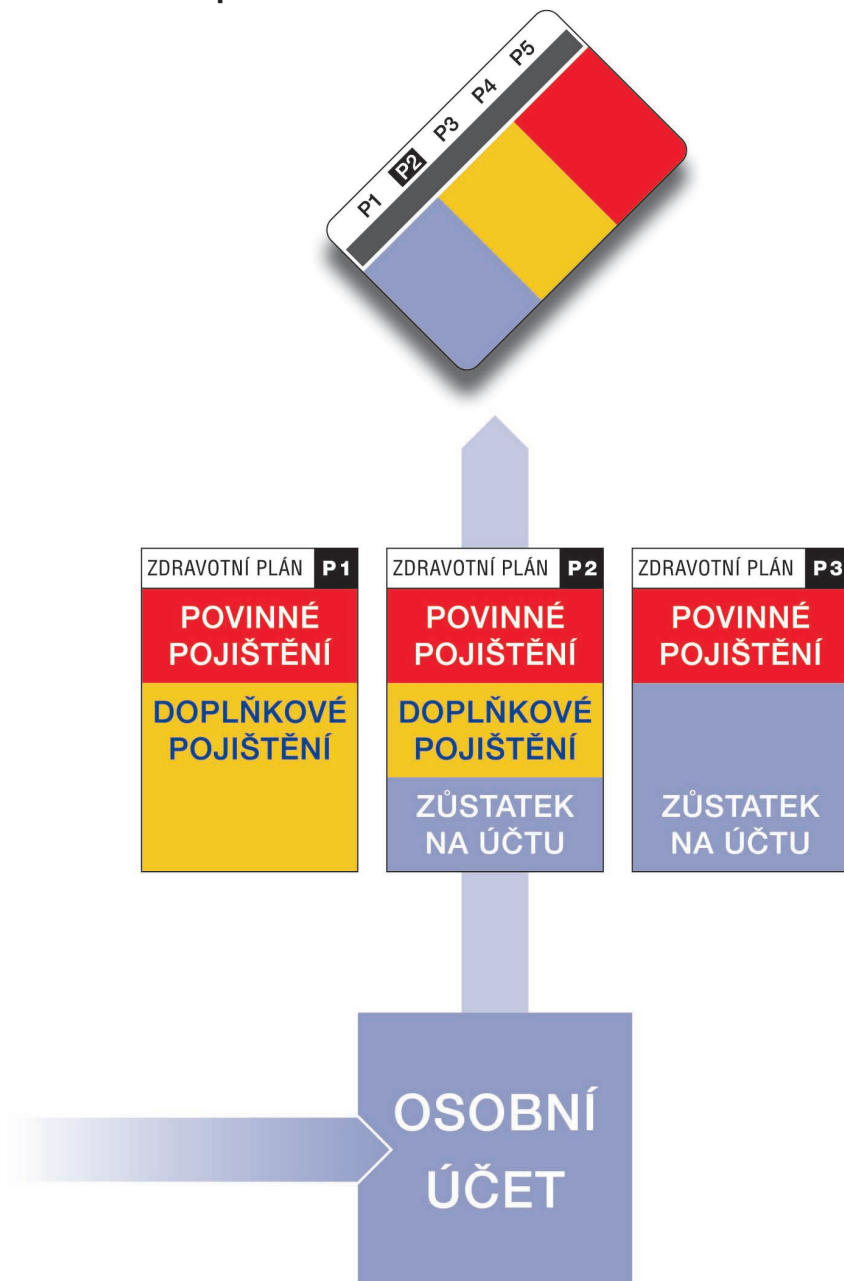 P1 P2 P3 P4 P5
ZDRAVOTNÍ PLÁN P1
POVINNÉ
POJIŠTĚNÍ
DOPLŇKOVÉ
POJIŠTĚNÍ
ZDRAVOTNÍ PLÁN P2
POVINNÉ
POJIŠTĚNÍ
DOPLŇKOVÉ
POJIŠTĚNÍ
ZŮSTATEK
NA ÚČTU
ZDRAVOTNÍ PLÁN P3
POVINNÉ
POJIŠTĚNÍ
ZŮSTATEK
NA ÚČTU
OSOBNÍ
ÚČET